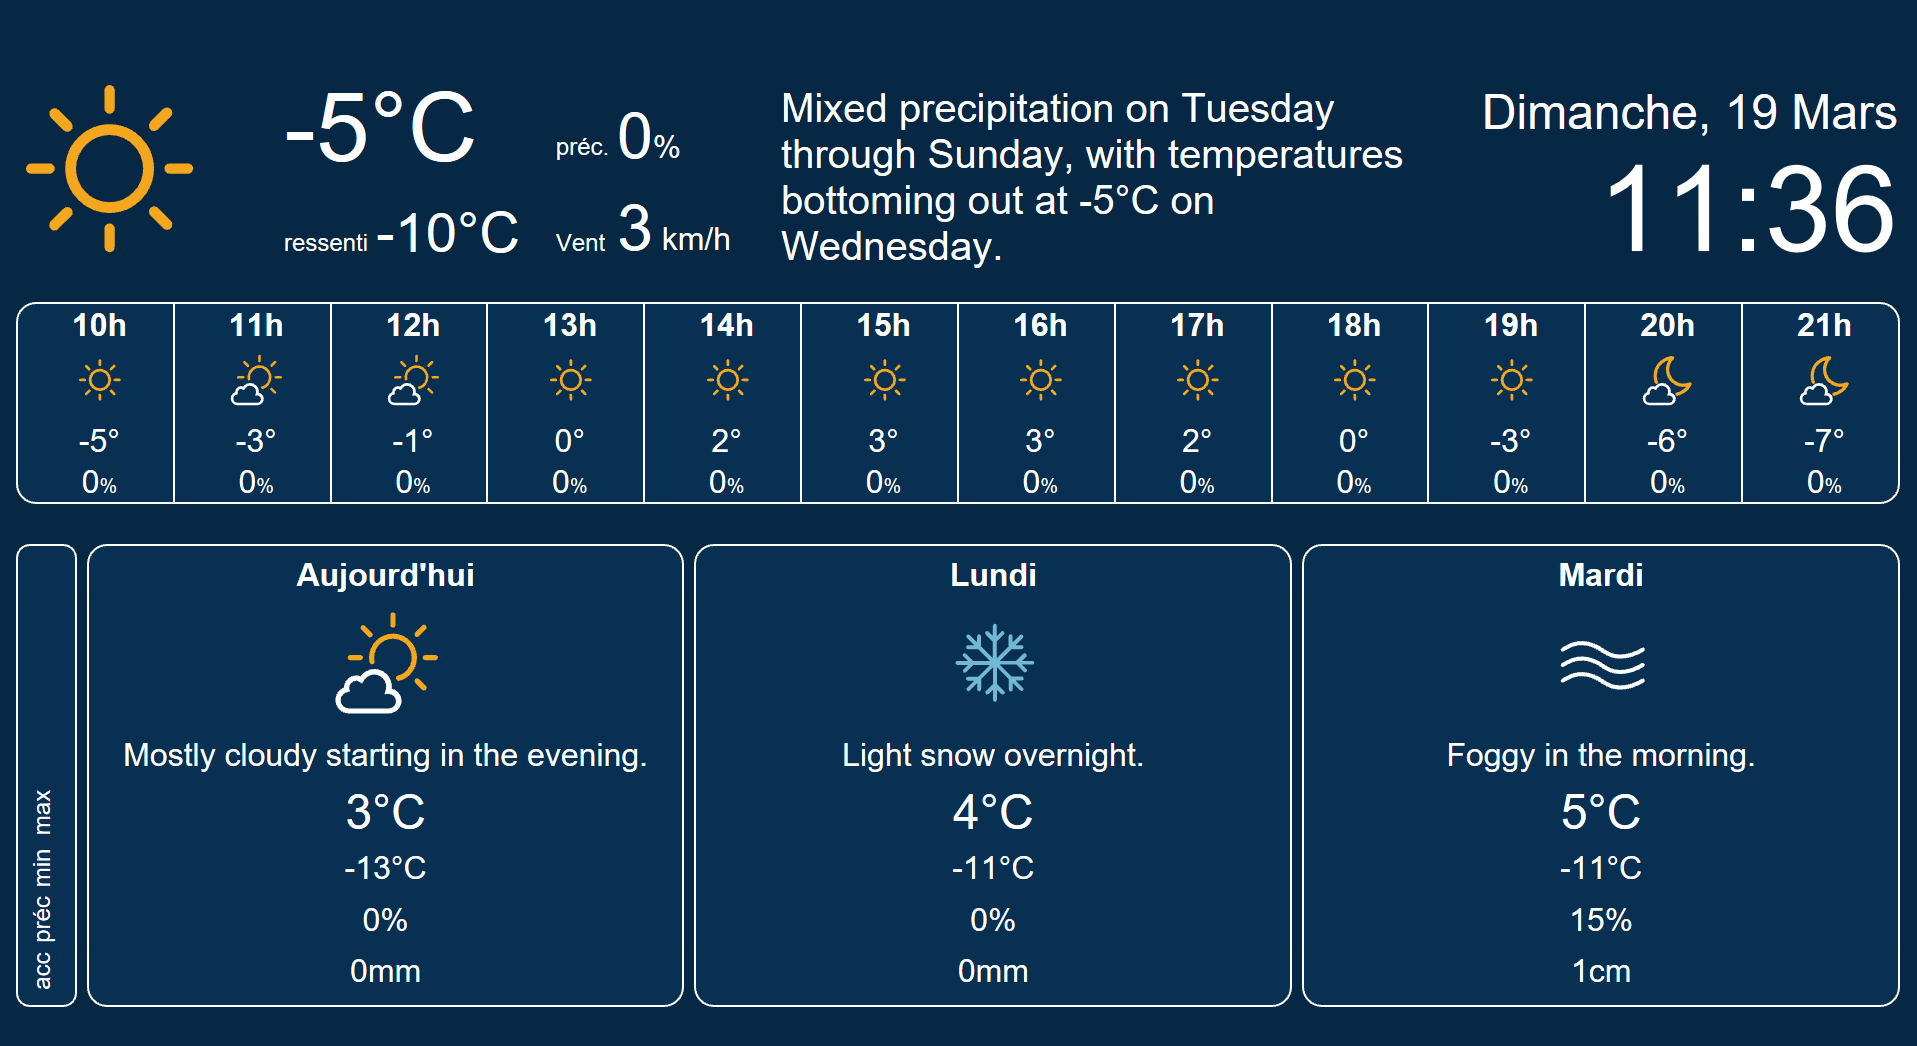 -5°C
préc. 0%
ressenti -10°C
Vent 3 km/h
Mixed precipitation on Tuesday
through Sunday, with temperatures
bottoming out at -5°C on
Wednesday.
Dimanche, 19 Mars
11:36
10h 11h 12h 13h 14h 15h 16h 17h 18h 19h 20h 21h
-5° -3° -1° 0° 2° 3° 3° 2° 0° -3° -6° -7°
0% 0% 0% 0% 0% 0% 0% 0% 0% 0% 0% 0%
acc préc min max
Aujourd'hui
Mostly cloudy starting in the evening.
3°C
-13°C
0%
0mm
Lundi
Light snow overnight.
4°C
-11°C
0%
0mm
Mardi
Foggy in the morning.
5°C
-11°C
15%
1cm